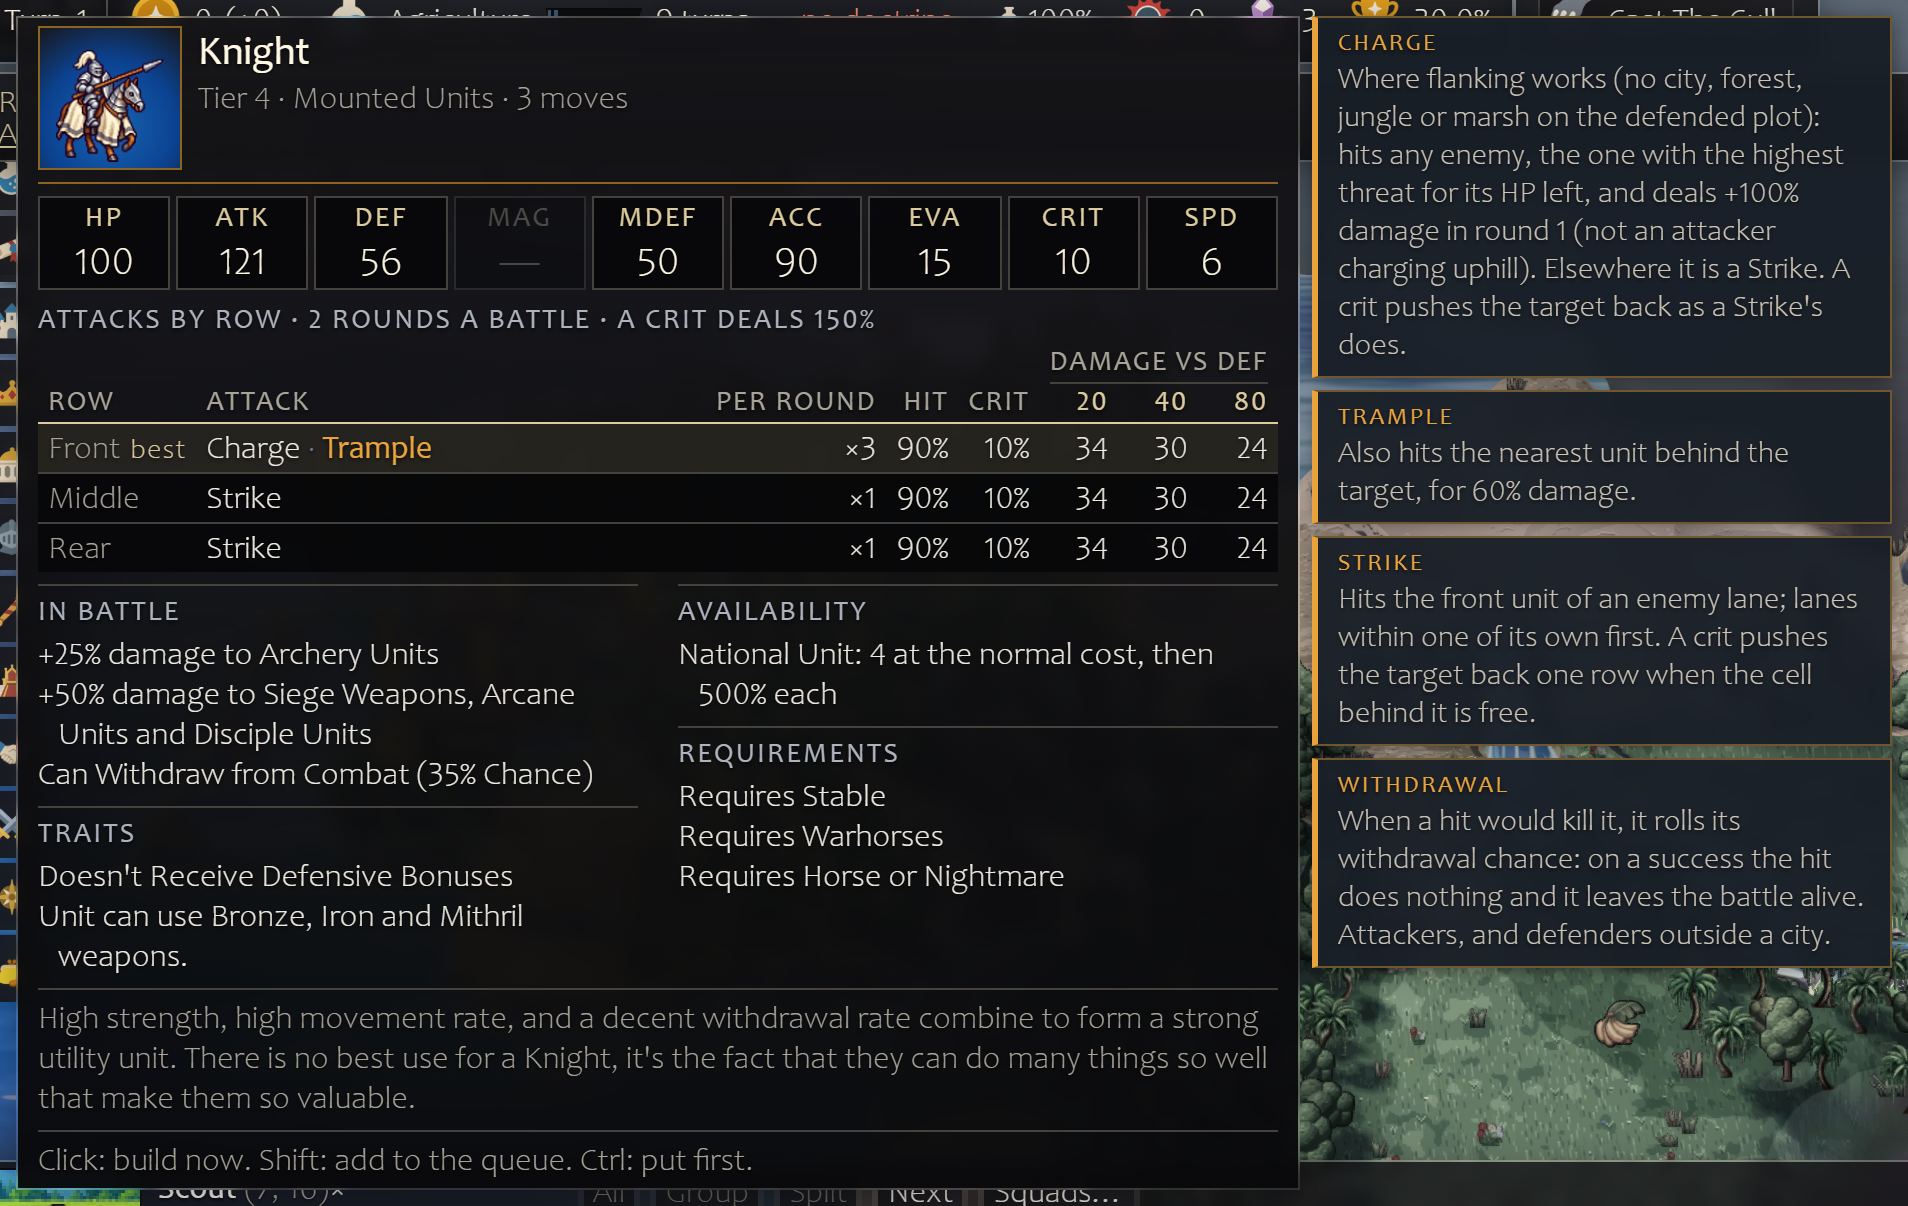 Knight
Tier 4 · Mounted Units · 3 moves
HP
100
ATK
121
DEF
56
MAG
—
MDEF
50
ACC
90
EVA
15
CRIT
10
SPD
6
ATTACKS BY ROW · 2 ROUNDS A BATTLE · A CRIT DEALS 150%
DAMAGE VS DEF
ROW ATTACK PER ROUND HIT CRIT 20 40 80
Front best Charge · Trample ×3 90% 10% 34 30 24
Middle Strike ×1 90% 10% 34 30 24
Rear Strike ×1 90% 10% 34 30 24
IN BATTLE
+25% damage to Archery Units
+50% damage to Siege Weapons, Arcane
Units and Disciple Units
Can Withdraw from Combat (35% Chance)
TRAITS
Doesn't Receive Defensive Bonuses
Unit can use Bronze, Iron and Mithril
weapons.
AVAILABILITY
National Unit: 4 at the normal cost, then
500% each
REQUIREMENTS
Requires Stable
Requires Warhorses
Requires Horse or Nightmare
High strength, high movement rate, and a decent withdrawal rate combine to form a strong
utility unit. There is no best use for a Knight, it's the fact that they can do many things so well
that make them so valuable.
Click: build now. Shift: add to the queue. Ctrl: put first.
CHARGE
Where flanking works (no city, forest,
jungle or marsh on the defended plot):
hits any enemy, the one with the highest
threat for its HP left, and deals +100%
damage in round 1 (not an attacker
charging uphill). Elsewhere it is a Strike. A
crit pushes the target back as a Strike's
does.
TRAMPLE
Also hits the nearest unit behind the
target, for 60% damage.
STRIKE
Hits the front unit of an enemy lane; lanes
within one of its own first. A crit pushes
the target back one row when the cell
behind it is free.
WITHDRAWAL
When a hit would kill it, it rolls its
withdrawal chance: on a success the hit
does nothing and it leaves the battle alive.
Attackers, and defenders outside a city.
All Group Split Next Squads...